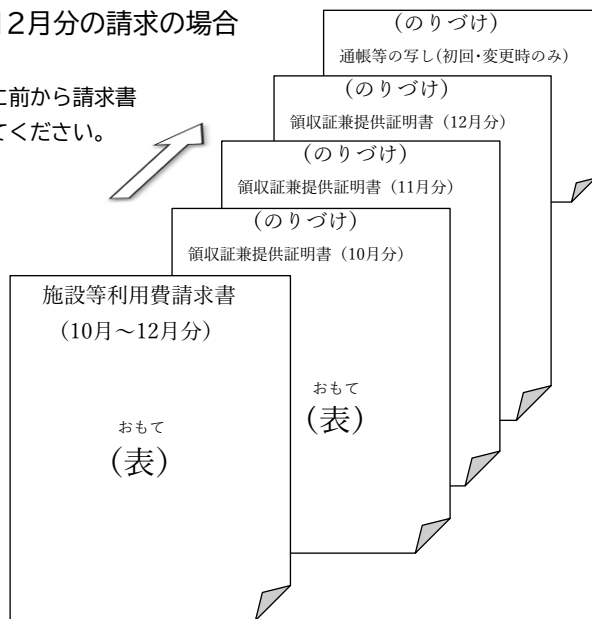 12月分の請求の場合
に前から請求書
てください。
(のりづけ)
通帳等の写し(初回・変更時のみ)
(のりづけ)
領収証兼提供証明書 (12月分)
(のりづけ)
領収証兼提供証明書 (11月分)
(のりづけ)
領収証兼提供証明書 (10月分)
おもて
(表)
施設等利用費請求書
(10月~12月分)
おもて
(表)